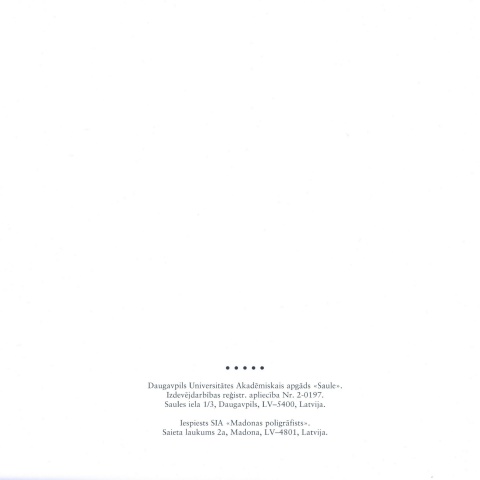 • • • • •
Daugavpils Universitātes Akadēmiskais apgāds «Saule».
Izdevējdarbības reģistr. apliecība Nr. 2-0197.
Saules iela 1/3, Daugavpils, LV–5400, Latvija.
Iespiests SIA «Madonas poligrāfists».
Saieta laukums 2a, Madona, LV–4801, Latvija.